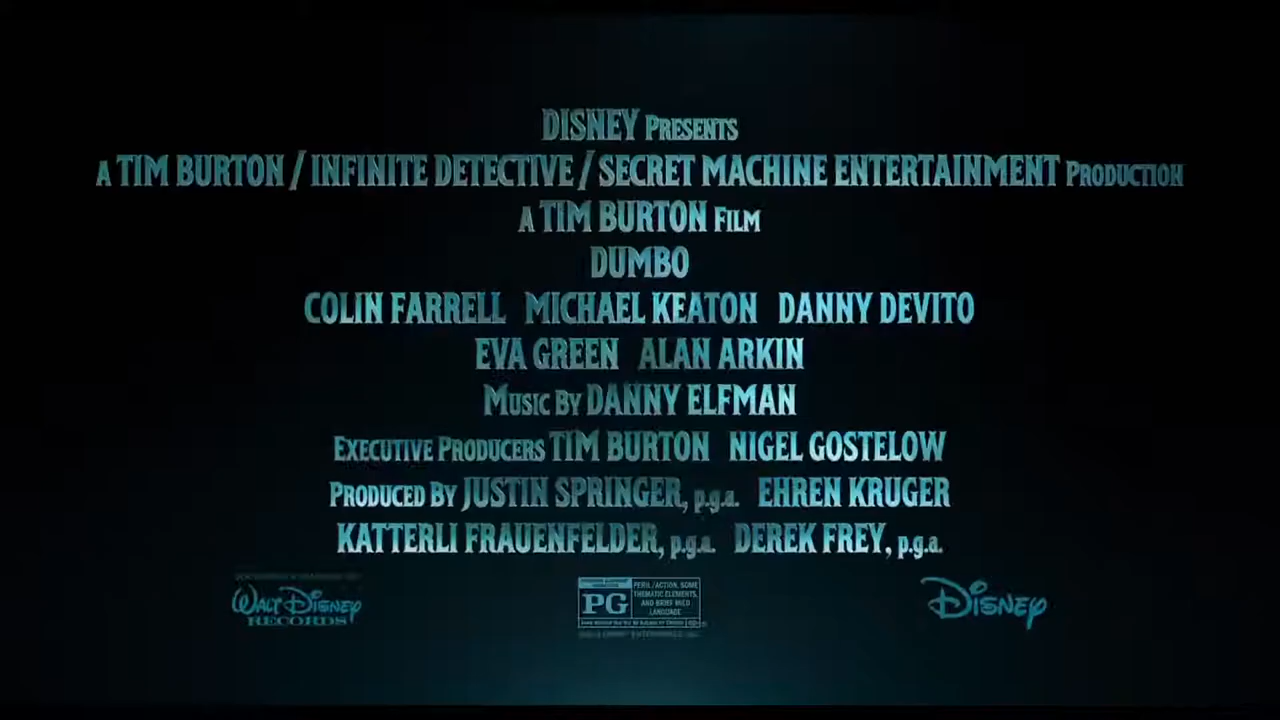 DISNEY PRESENTS
A TIM BURTON / INFINITE DETECTIVE / SECRET MACHINE ENTERTAINMENT PRODUCTION
A TIM BURTON FILM
DUMBO
COLIN FARRELL MICHAEL KEATON DANNY DEVITO
EVA GREEN ALAN ARKIN
MUSIC BY DANNY ELFMAN
EXECUTIVE PRODUCERS TIM BURTON NIGEL GOSTELOW
PRODUCED BY JUSTIN SPRINGER, p.g.a. EHREN KRUGER
KATTERLI FRAUENFELDER, p.g.a. DEREK FREY, p.g.a.
WALT DISNEY
RECORDS
PG
PERIL/ACTION, SOME
THEMATIC ELEMENTS,
AND BRIEF MILD
LANGUAGE
DISNEY